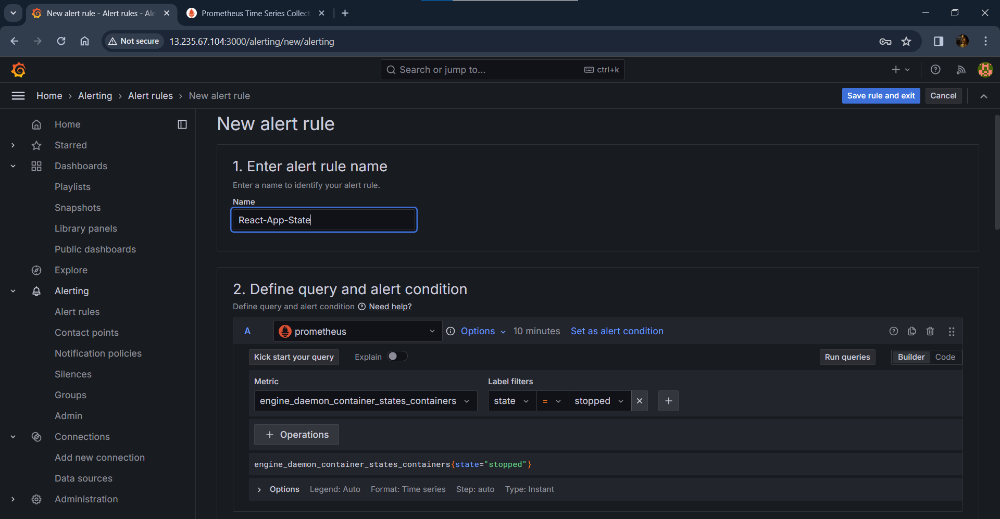 New alert rule - Alert rules - Ale
Prometheus Time Series Collect
Not secure
13.235.67.104:3000/alerting/new/alerting
Search or jump to...
ctrl+k
Home › Alerting › Alert rules › New alert rule
Save rule and exit
Cancel
Home
Starred
Dashboards
Playlists
Snapshots
Library panels
Public dashboards
Explore
Alerting
Alert rules
Contact points
Notification policies
Silences
Groups
Admin
Connections
Add new connection
Data sources
Administration
New alert rule
1. Enter alert rule name
Enter a name to identify your alert rule.
Name
React-App-State
2. Define query and alert condition
Define query and alert condition Need help?
A prometheus Options 10 minutes Set as alert condition
Kick start your query Explain Run queries Builder Code
Metric Label filters
engine_daemon_container_states_containers state = stopped
+ Operations
engine_daemon_container_states_containers{state="stopped"}
Options Legend: Auto Format: Time series Step: auto Type: Instant